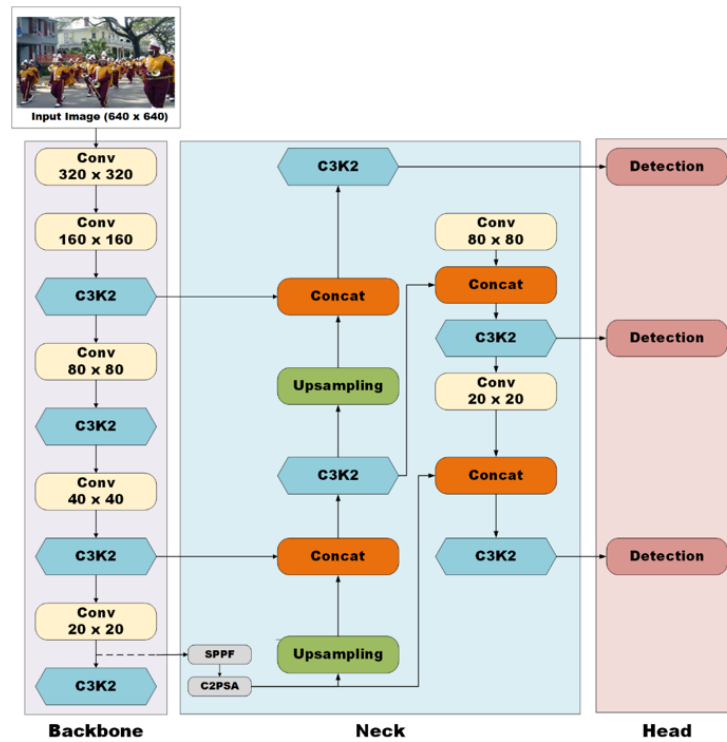 Input Image (640 x 640)
Conv
320 x 320
Conv
160 x 160
C3K2
Conv
80 x 80
C3K2
Conv
40 x 40
C3K2
Conv
20 x 20
C3K2
Backbone
C3K2
Concat
Upsampling
C3K2
Concat
Upsampling
SPPF
C2PSA
Conv
80 x 80
Concat
C3K2
Conv
20 x 20
Concat
C3K2
Neck
Detection
Detection
Detection
Head